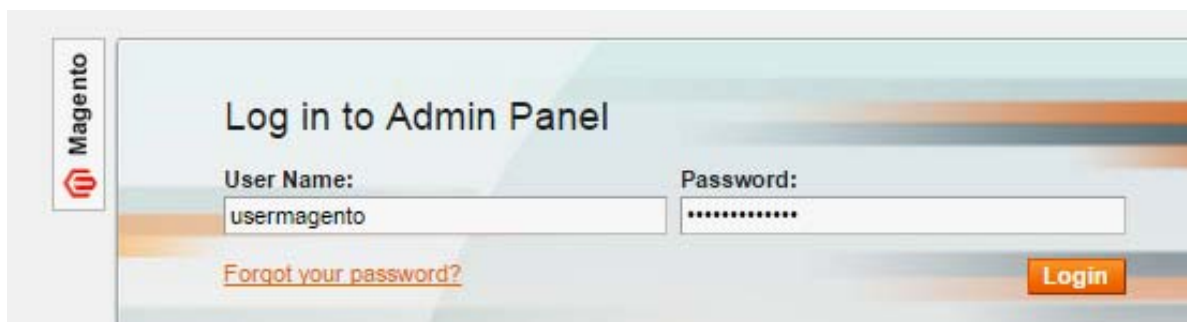 Magento
Log in to Admin Panel
User Name:
Password:
usermagento
•••••••••••••
Forgot your password?
Login